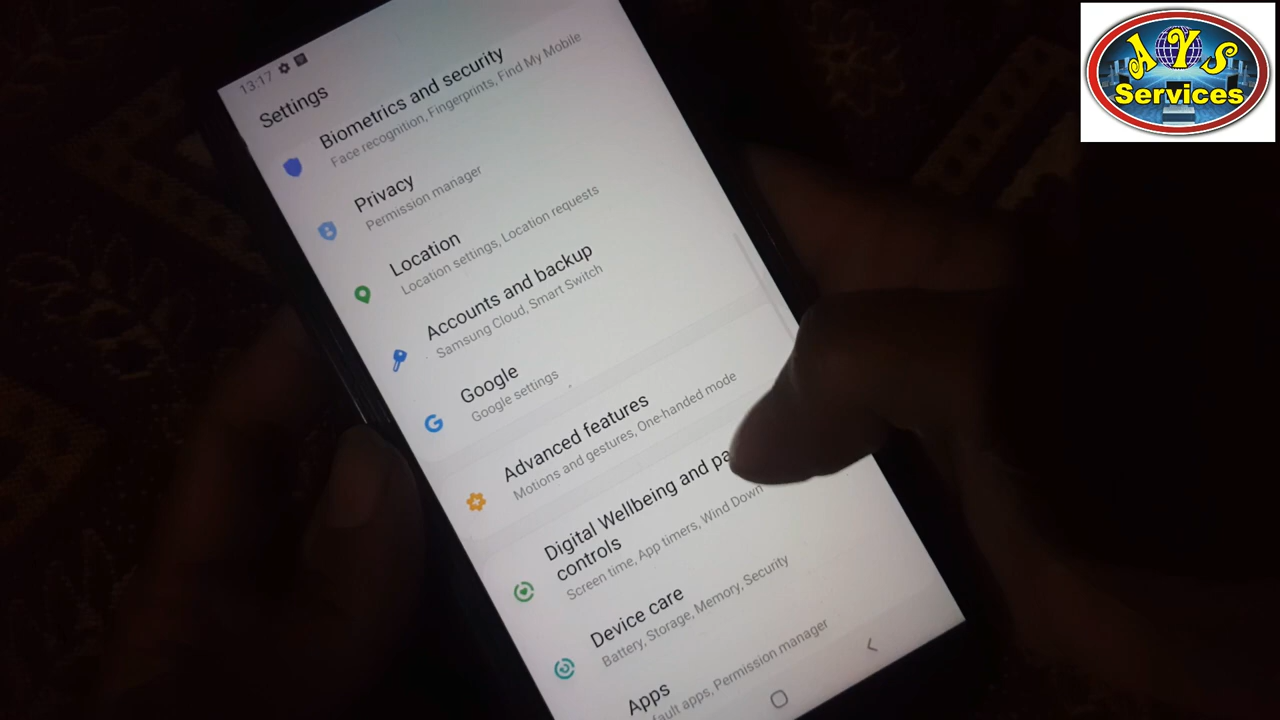 13:17
Settings
Biometrics and security
Face recognition, Fingerprints, Find My Mobile
Privacy
Permission manager
Location
Location settings, Location requests
Accounts and backup
Samsung Cloud, Smart Switch
Google
Google settings
Advanced features
Motions and gestures, One-handed mode
Digital Wellbeing and pa
controls
Screen time, App timers, Wind Down
Device care
Battery, Storage, Memory, Security
Apps
fault apps, Permission manager
AYS
Services